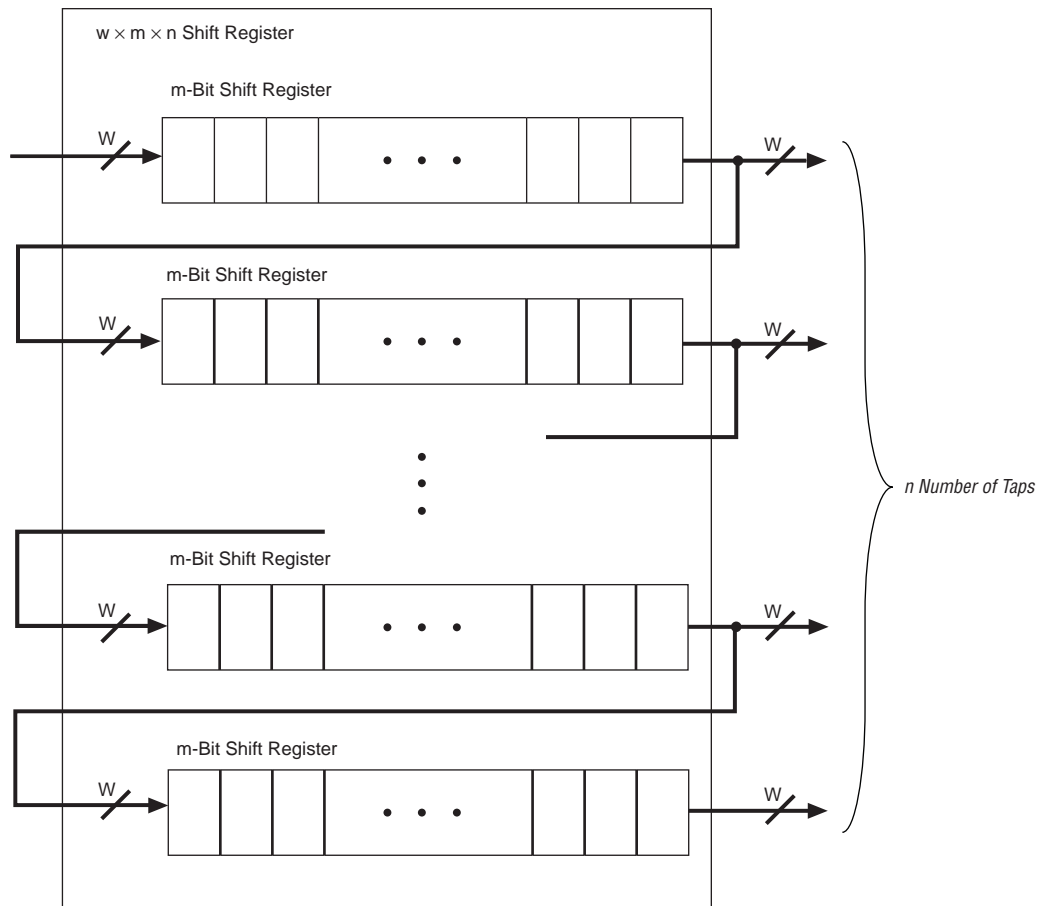 w × m × n Shift Register
m-Bit Shift Register
W
W
m-Bit Shift Register
W
W
n Number of Taps
m-Bit Shift Register
W
W
m-Bit Shift Register
W
W